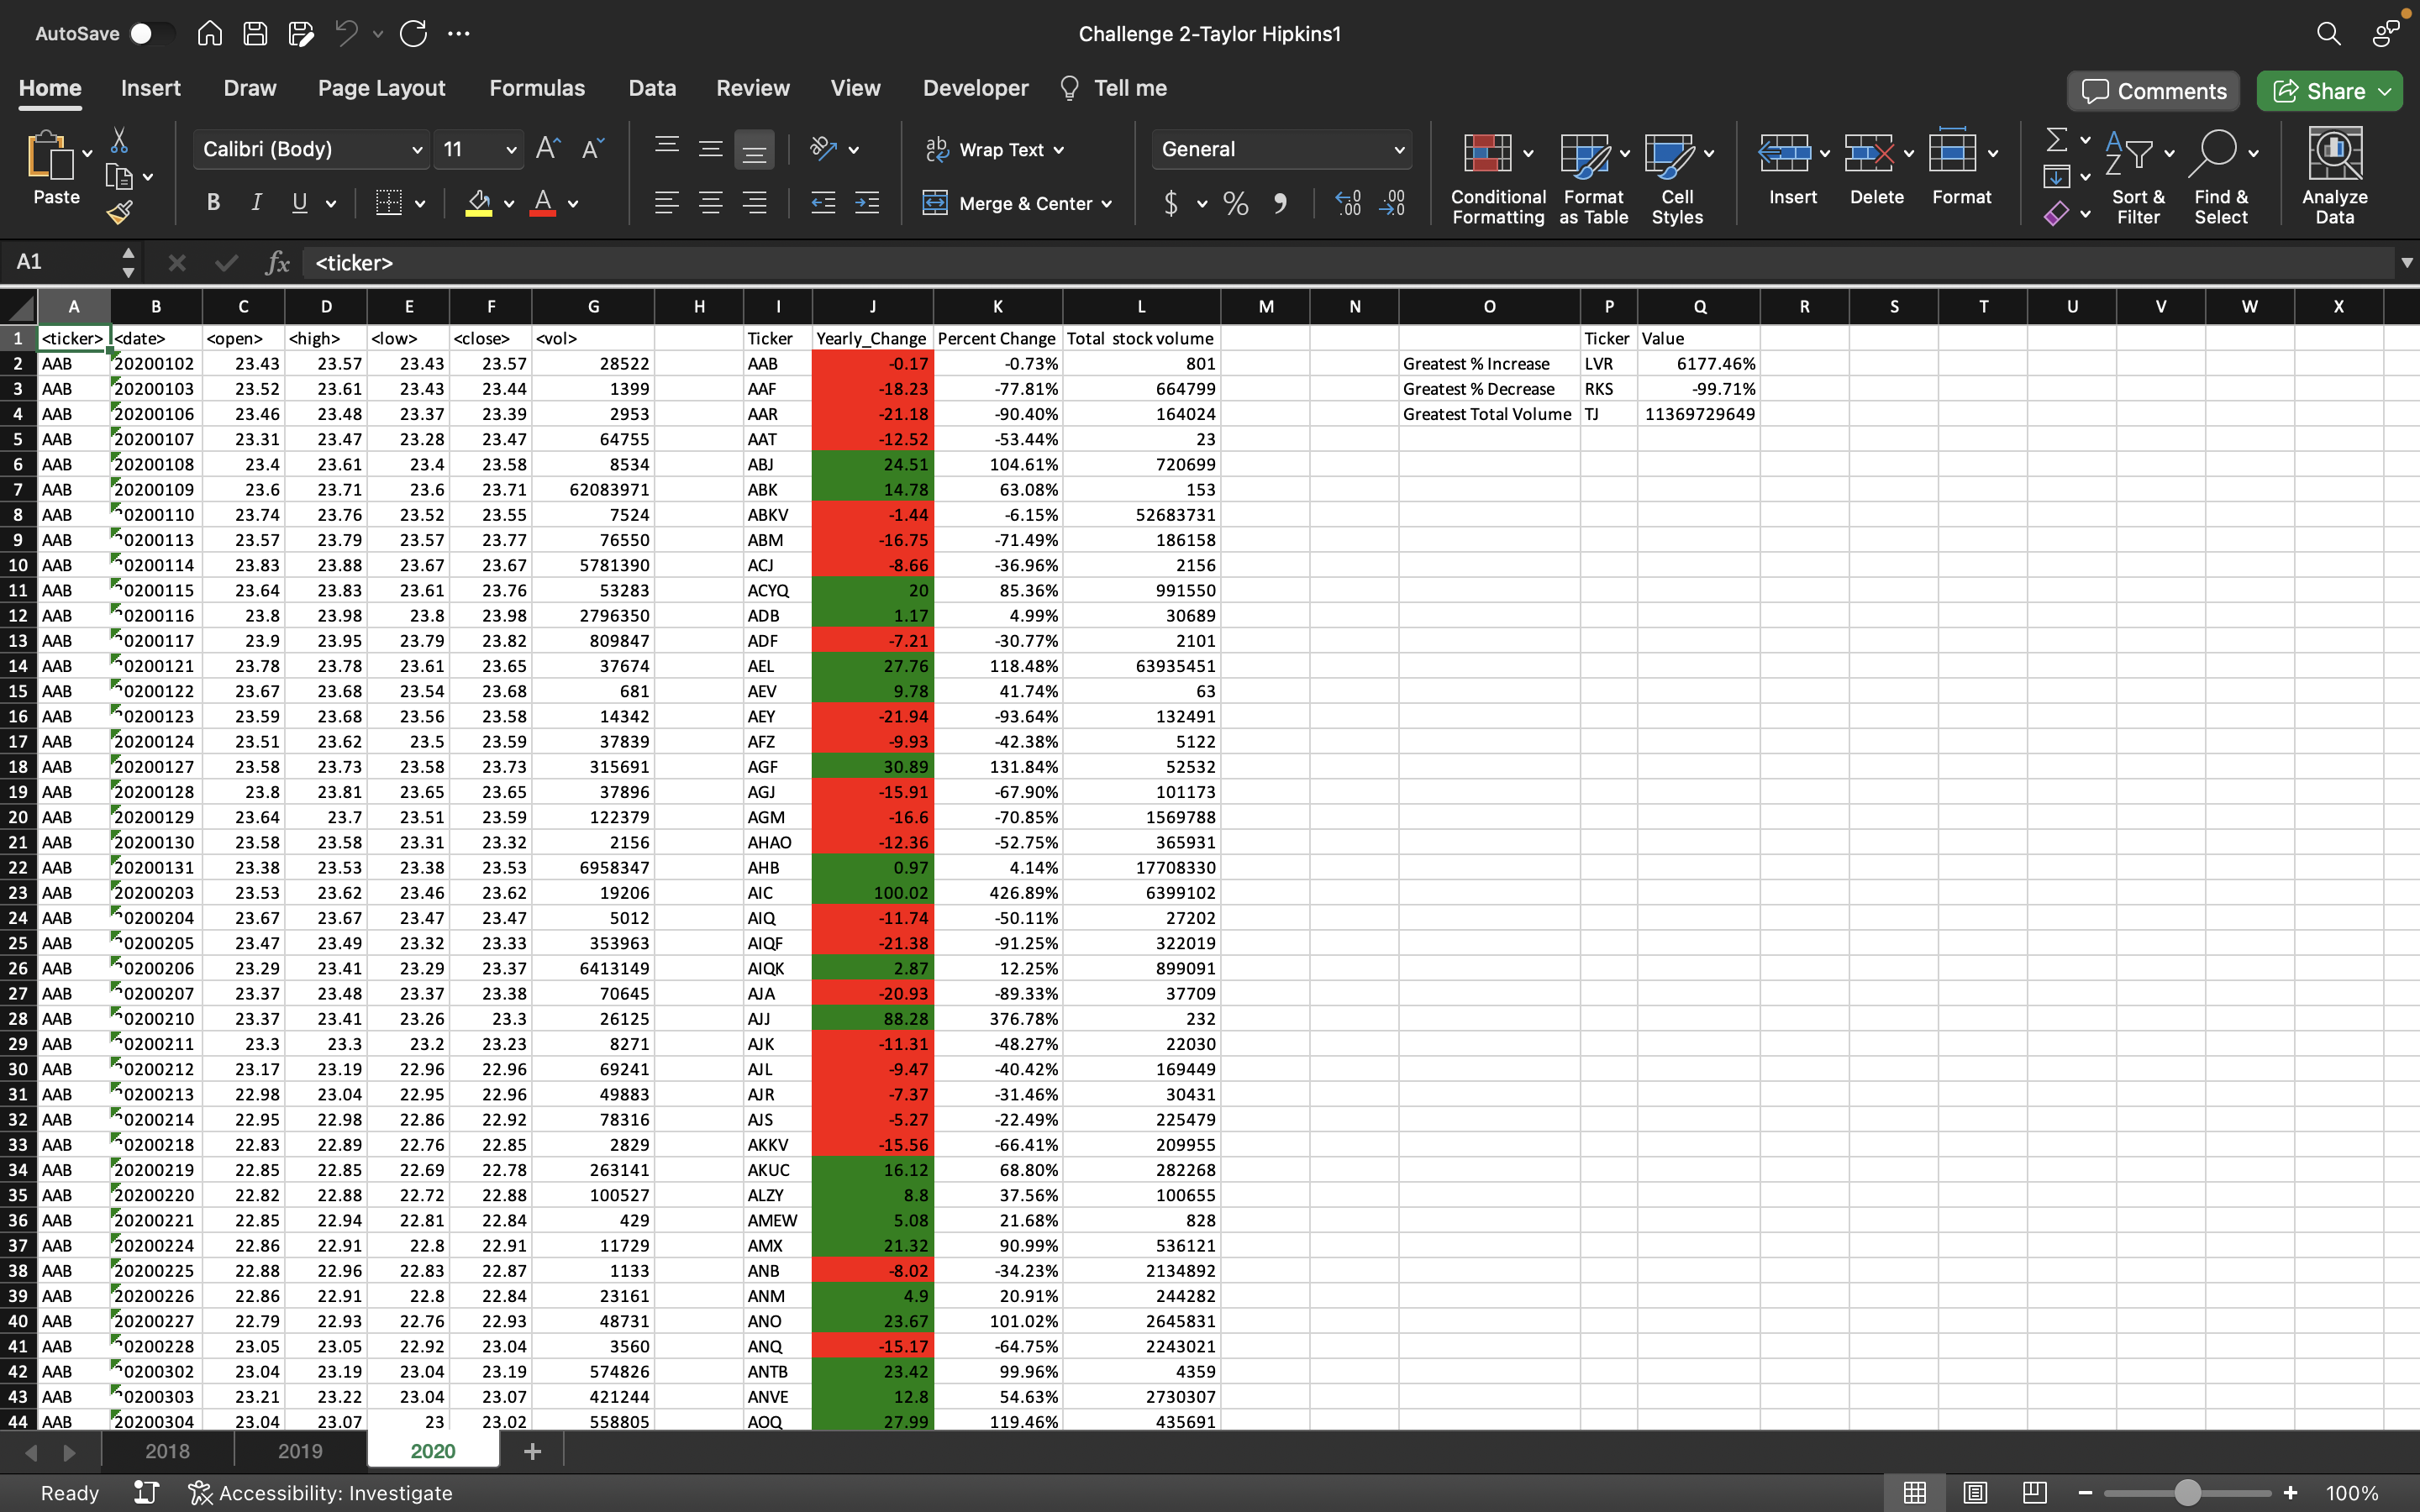 AutoSave
Challenge 2-Taylor Hipkins1
Home Insert Draw Page Layout Formulas Data Review View Developer Tell me Comments Share
Paste Calibri (Body) 11 Wrap Text General Conditional Formatting Format as Table Cell Styles Insert Delete Format Sort & Filter Find & Select Analyze Data
B I U Merge & Center $ %
A1 fx <ticker>
A B C D E F G H I J K L M N O P Q R S T U V W X
1 <ticker> <date> <open> <high> <low> <close> <vol> Ticker Yearly_Change Percent Change Total stock volume Ticker Value
2 AAB 20200102 23.43 23.57 23.43 23.57 28522 AAB -0.17 -0.73% 801 Greatest % Increase LVR 6177.46%
3 AAB 20200103 23.52 23.61 23.43 23.44 1399 AAF -18.23 -77.81% 664799 Greatest % Decrease RKS -99.71%
4 AAB 20200106 23.46 23.48 23.37 23.39 2953 AAR -21.18 -90.40% 164024 Greatest Total Volume TJ 11369729649
5 AAB 20200107 23.31 23.47 23.28 23.47 64755 AAT -12.52 -53.44% 23
6 AAB 20200108 23.4 23.61 23.4 23.58 8534 ABJ 24.51 104.61% 720699
7 AAB 20200109 23.6 23.71 23.6 23.71 62083971 ABK 14.78 63.08% 153
8 AAB 20200110 23.74 23.76 23.52 23.55 7524 ABKV -1.44 -6.15% 52683731
9 AAB 20200113 23.57 23.79 23.57 23.77 76550 ABM -16.75 -71.49% 186158
10 AAB 20200114 23.83 23.88 23.67 23.67 5781390 ACJ -8.66 -36.96% 2156
11 AAB 20200115 23.64 23.83 23.61 23.76 53283 ACYQ 20 85.36% 991550
12 AAB 20200116 23.8 23.98 23.8 23.98 2796350 ADB 1.17 4.99% 30689
13 AAB 20200117 23.9 23.95 23.79 23.82 809847 ADF -7.21 -30.77% 2101
14 AAB 20200121 23.78 23.78 23.61 23.65 37674 AEL 27.76 118.48% 63935451
15 AAB 20200122 23.67 23.68 23.54 23.68 681 AEV 9.78 41.74% 63
16 AAB 20200123 23.59 23.68 23.56 23.58 14342 AEY -21.94 -93.64% 132491
17 AAB 20200124 23.51 23.62 23.5 23.59 37839 AFZ -9.93 -42.38% 5122
18 AAB 20200127 23.58 23.73 23.58 23.73 315691 AGF 30.89 131.84% 52532
19 AAB 20200128 23.8 23.81 23.65 23.65 37896 AGJ -15.91 -67.90% 101173
20 AAB 20200129 23.64 23.7 23.51 23.59 122379 AGM -16.6 -70.85% 1569788
21 AAB 20200130 23.58 23.58 23.31 23.32 2156 AHAO -12.36 -52.75% 365931
22 AAB 20200131 23.38 23.53 23.38 23.53 6958347 AHB 0.97 4.14% 17708330
23 AAB 20200203 23.53 23.62 23.46 23.62 19206 AIC 100.02 426.89% 6399102
24 AAB 20200204 23.67 23.67 23.47 23.47 5012 AIQ -11.74 -50.11% 27202
25 AAB 20200205 23.47 23.49 23.32 23.33 353963 AIQF -21.38 -91.25% 322019
26 AAB 20200206 23.29 23.41 23.29 23.37 6413149 AIQK 2.87 12.25% 899091
27 AAB 20200207 23.37 23.48 23.37 23.38 70645 AJA -20.93 -89.33% 37709
28 AAB 20200210 23.37 23.41 23.26 23.3 26125 AJJ 88.28 376.78% 232
29 AAB 20200211 23.3 23.3 23.2 23.23 8271 AJK -11.31 -48.27% 22030
30 AAB 20200212 23.17 23.19 22.96 22.96 69241 AJL -9.47 -40.42% 169449
31 AAB 20200213 22.98 23.04 22.95 22.96 49883 AJR -7.37 -31.46% 30431
32 AAB 20200214 22.95 22.98 22.86 22.92 78316 AJS -5.27 -22.49% 225479
33 AAB 20200218 22.83 22.89 22.76 22.85 2829 AKKV -15.56 -66.41% 209955
34 AAB 20200219 22.85 22.85 22.69 22.78 263141 AKUC 16.12 68.80% 282268
35 AAB 20200220 22.82 22.88 22.72 22.88 100527 ALZY 8.8 37.56% 100655
36 AAB 20200221 22.85 22.94 22.81 22.84 429 AMEW 5.08 21.68% 828
37 AAB 20200224 22.86 22.91 22.8 22.91 11729 AMX 21.32 90.99% 536121
38 AAB 20200225 22.88 22.96 22.83 22.87 1133 ANB -8.02 -34.23% 2134892
39 AAB 20200226 22.86 22.91 22.8 22.84 23161 ANM 4.9 20.91% 244282
40 AAB 20200227 22.79 22.93 22.76 22.93 48731 ANO 23.67 101.02% 2645831
41 AAB 20200228 23.05 23.05 22.92 23.04 3560 ANQ -15.17 -64.75% 2243021
42 AAB 20200302 23.04 23.19 23.04 23.19 574826 ANTB 23.42 99.96% 4359
43 AAB 20200303 23.21 23.22 23.04 23.07 421244 ANVE 12.8 54.63% 2730307
44 AAB 20200304 23.04 23.07 23 23.02 558805 AOQ 27.99 119.46% 435691
2018 2019 2020 +
Ready Accessibility: Investigate 100%